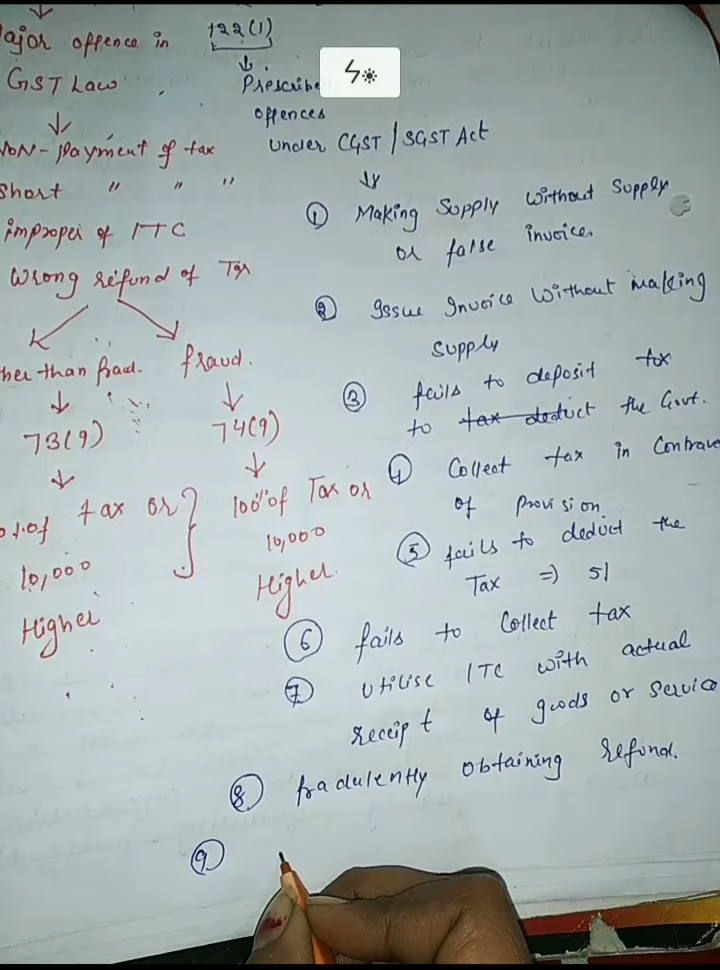 ajor offence in
GST Law
NON-payment of tax
Short " " "
improper of ITC
Wrong refund of Tax
her than fraud. fraud.
73(9) 74(9)
tax or
10,000
Higher
100% of Tax or
10,000
Higher.
122(1)
Prescribe
offences
under CGST / SGST Act
① Making Supply without Supply
or false invoice.
② Issue Invoice without making
Supply
③ fails to deposit tax
to tax deduct the Govt.
④ Collect tax in Contrave
of provision.
⑤ fails to deduct the
Tax => 51
⑥ fails to Collect tax
⑦ Utilise ITC with actual
receipt of goods or Service
⑧ fradulently obtaining refund.
⑨